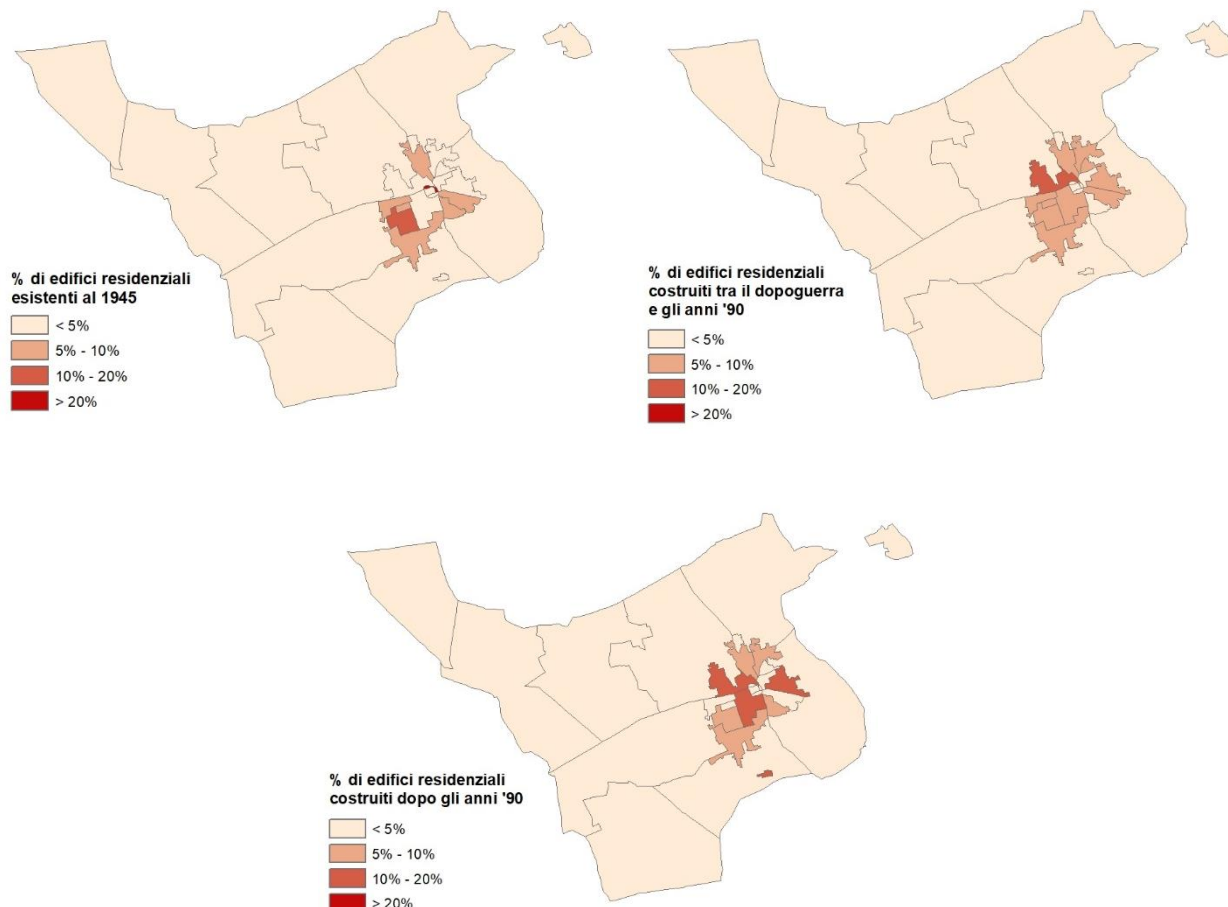 % di edifici residenziali
esistenti al 1945
< 5%
5% - 10%
10% - 20%
> 20%
% di edifici residenziali
costruiti tra il dopoguerra
e gli anni '90
< 5%
5% - 10%
10% - 20%
> 20%
% di edifici residenziali
costruiti dopo gli anni '90
< 5%
5% - 10%
10% - 20%
> 20%